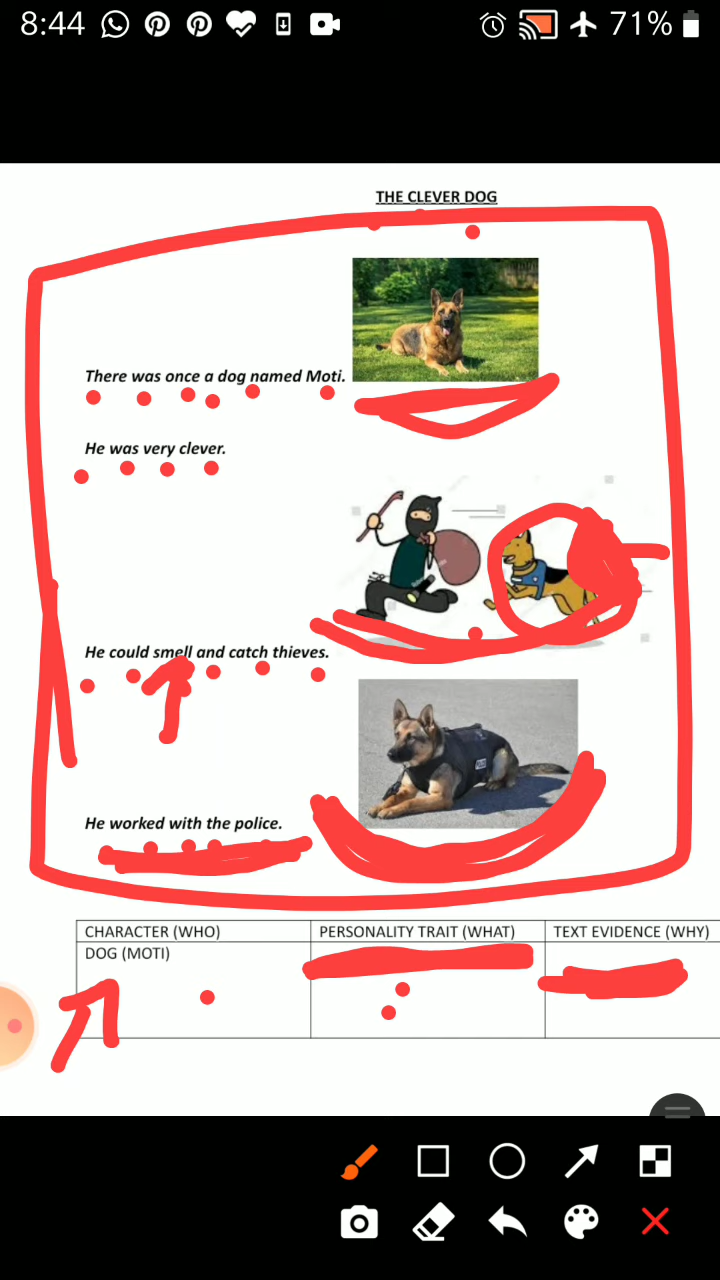 8:44
71%
THE CLEVER DOG
There was once a dog named Moti.
He was very clever.
He could smell and catch thieves.
POLICE
He worked with the police.
CHARACTER (WHO) PERSONALITY TRAIT (WHAT) TEXT EVIDENCE (WHY)
DOG (MOTI)